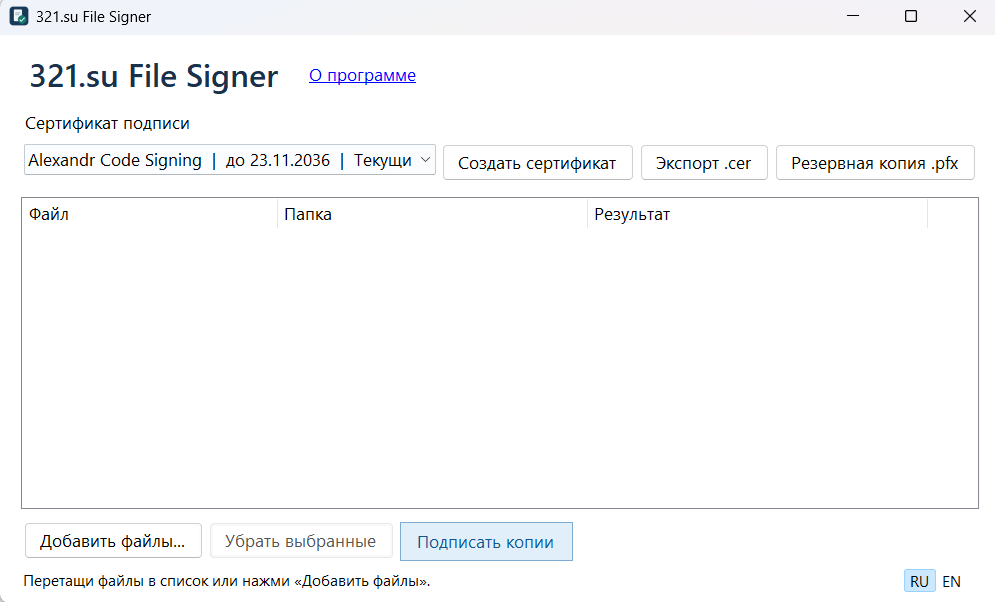 321.su File Signer
321.su File Signer О программе
Сертификат подписи
Alexandr Code Signing | до 23.11.2036 | Текущи Создать сертификат Экспорт .cer Резервная копия .pfx
Файл Папка Результат
Добавить файлы... Убрать выбранные Подписать копии
Перетащи файлы в список или нажми «Добавить файлы». RU EN